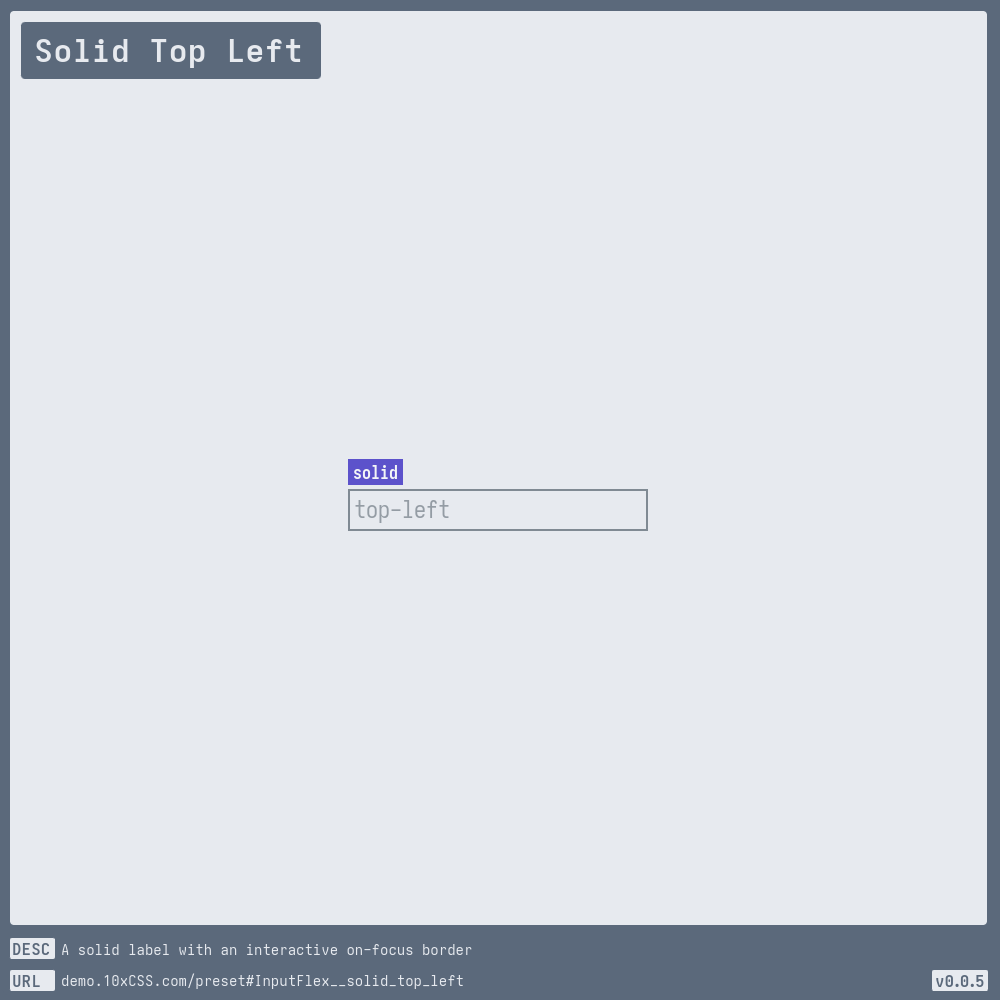 Solid Top Left
solid
top-left
DESC A solid label with an interactive on-focus border
URL demo.10xCSS.com/preset#InputFlex__solid_top_left
v0.0.5